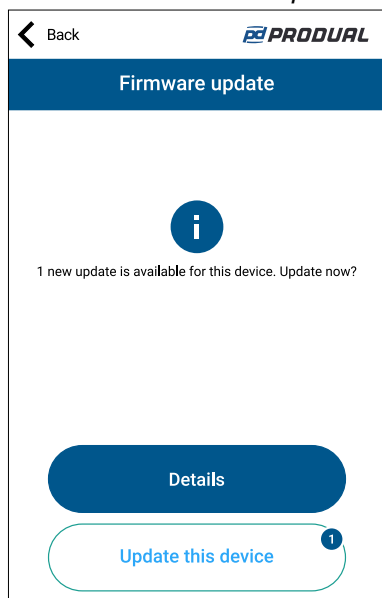 Back
pd PRODUAL
Firmware update
i
1 new update is available for this device. Update now?
Details
1
Update this device